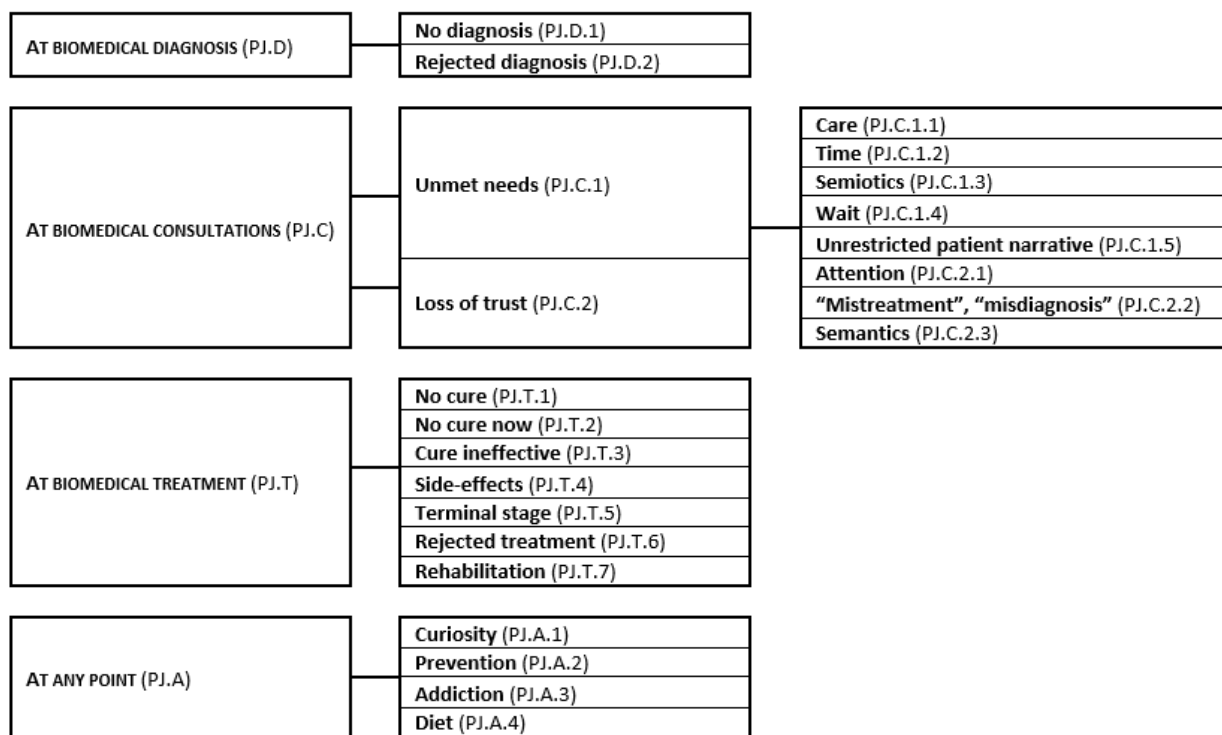 AT BIOMEDICAL DIAGNOSIS (PJ.D)
No diagnosis (PJ.D.1)
Rejected diagnosis (PJ.D.2)
AT BIOMEDICAL CONSULTATIONS (PJ.C)
Unmet needs (PJ.C.1)
Loss of trust (PJ.C.2)
Care (PJ.C.1.1)
Time (PJ.C.1.2)
Semiotics (PJ.C.1.3)
Wait (PJ.C.1.4)
Unrestricted patient narrative (PJ.C.1.5)
Attention (PJ.C.2.1)
“Mistreatment”, “misdiagnosis” (PJ.C.2.2)
Semantics (PJ.C.2.3)
AT BIOMEDICAL TREATMENT (PJ.T)
No cure (PJ.T.1)
No cure now (PJ.T.2)
Cure ineffective (PJ.T.3)
Side-effects (PJ.T.4)
Terminal stage (PJ.T.5)
Rejected treatment (PJ.T.6)
Rehabilitation (PJ.T.7)
AT ANY POINT (PJ.A)
Curiosity (PJ.A.1)
Prevention (PJ.A.2)
Addiction (PJ.A.3)
Diet (PJ.A.4)